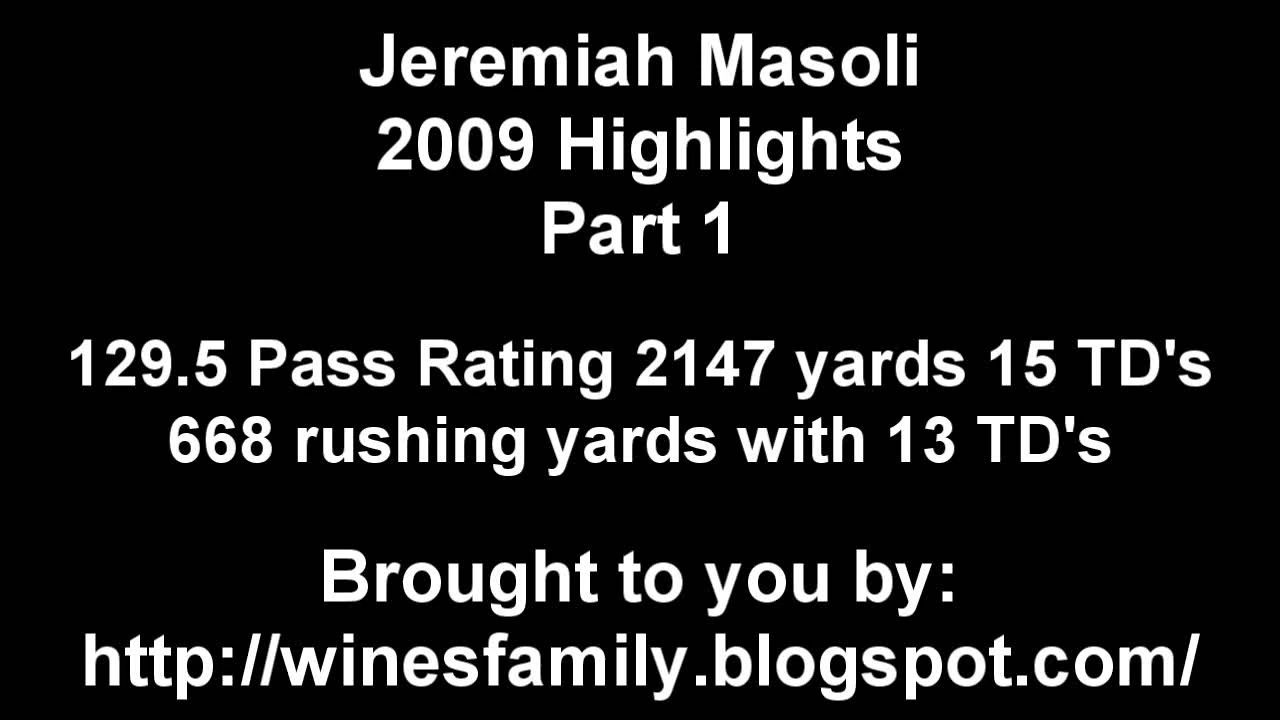 Jeremiah Masoli
2009 Highlights
Part 1
129.5 Pass Rating 2147 yards 15 TD's
668 rushing yards with 13 TD's
Brought to you by:
http://winesfamily.blogspot.com/